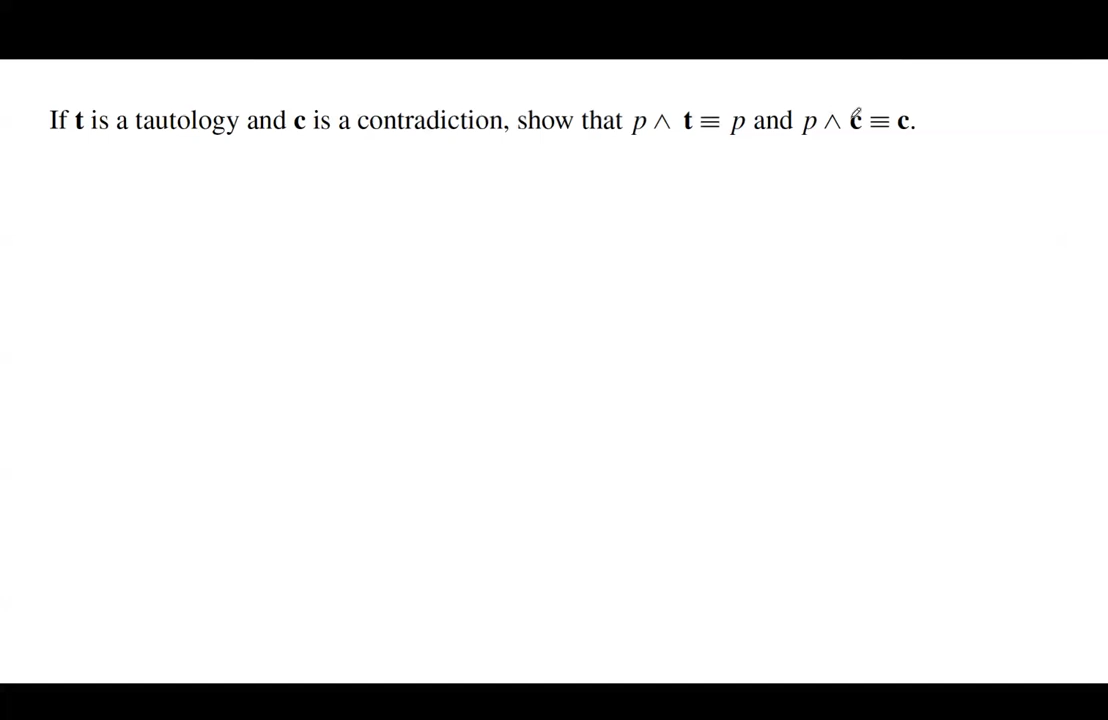 If t is a tautology and c is a contradiction, show that p ∧ t ≡ p and p ∧ c ≡ c.